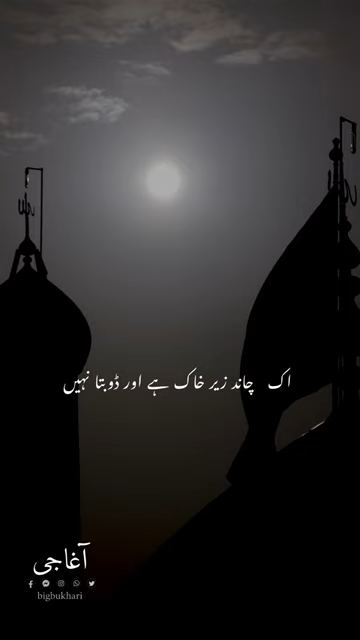 اک چاند زیر خاک ہے اور ڈوبتا نہیں
آغاجی
bigbukhari